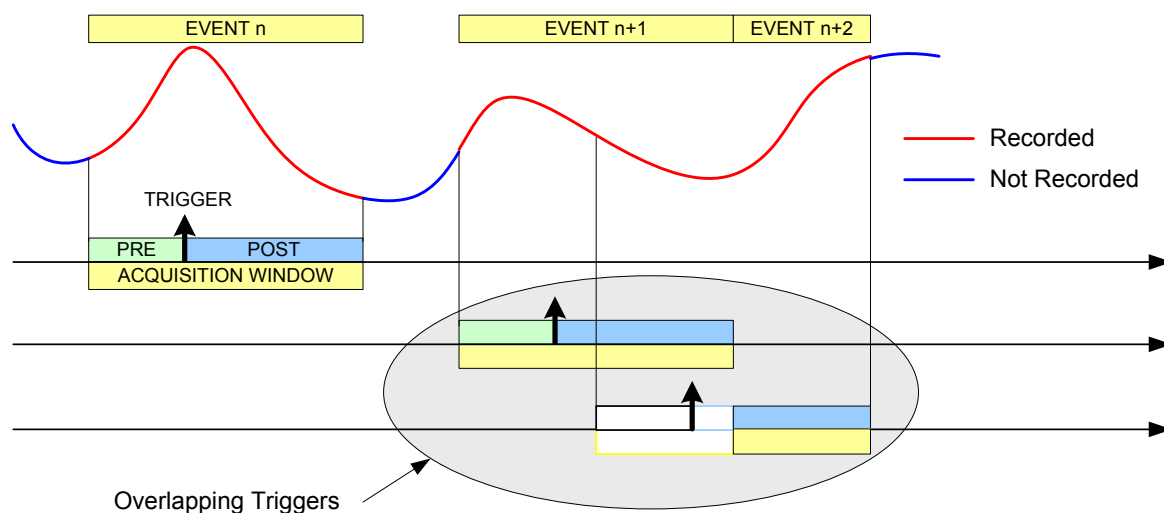 EVENT n
EVENT n+1
EVENT n+2
Recorded
Not Recorded
TRIGGER
PRE
POST
ACQUISITION WINDOW
Overlapping Triggers